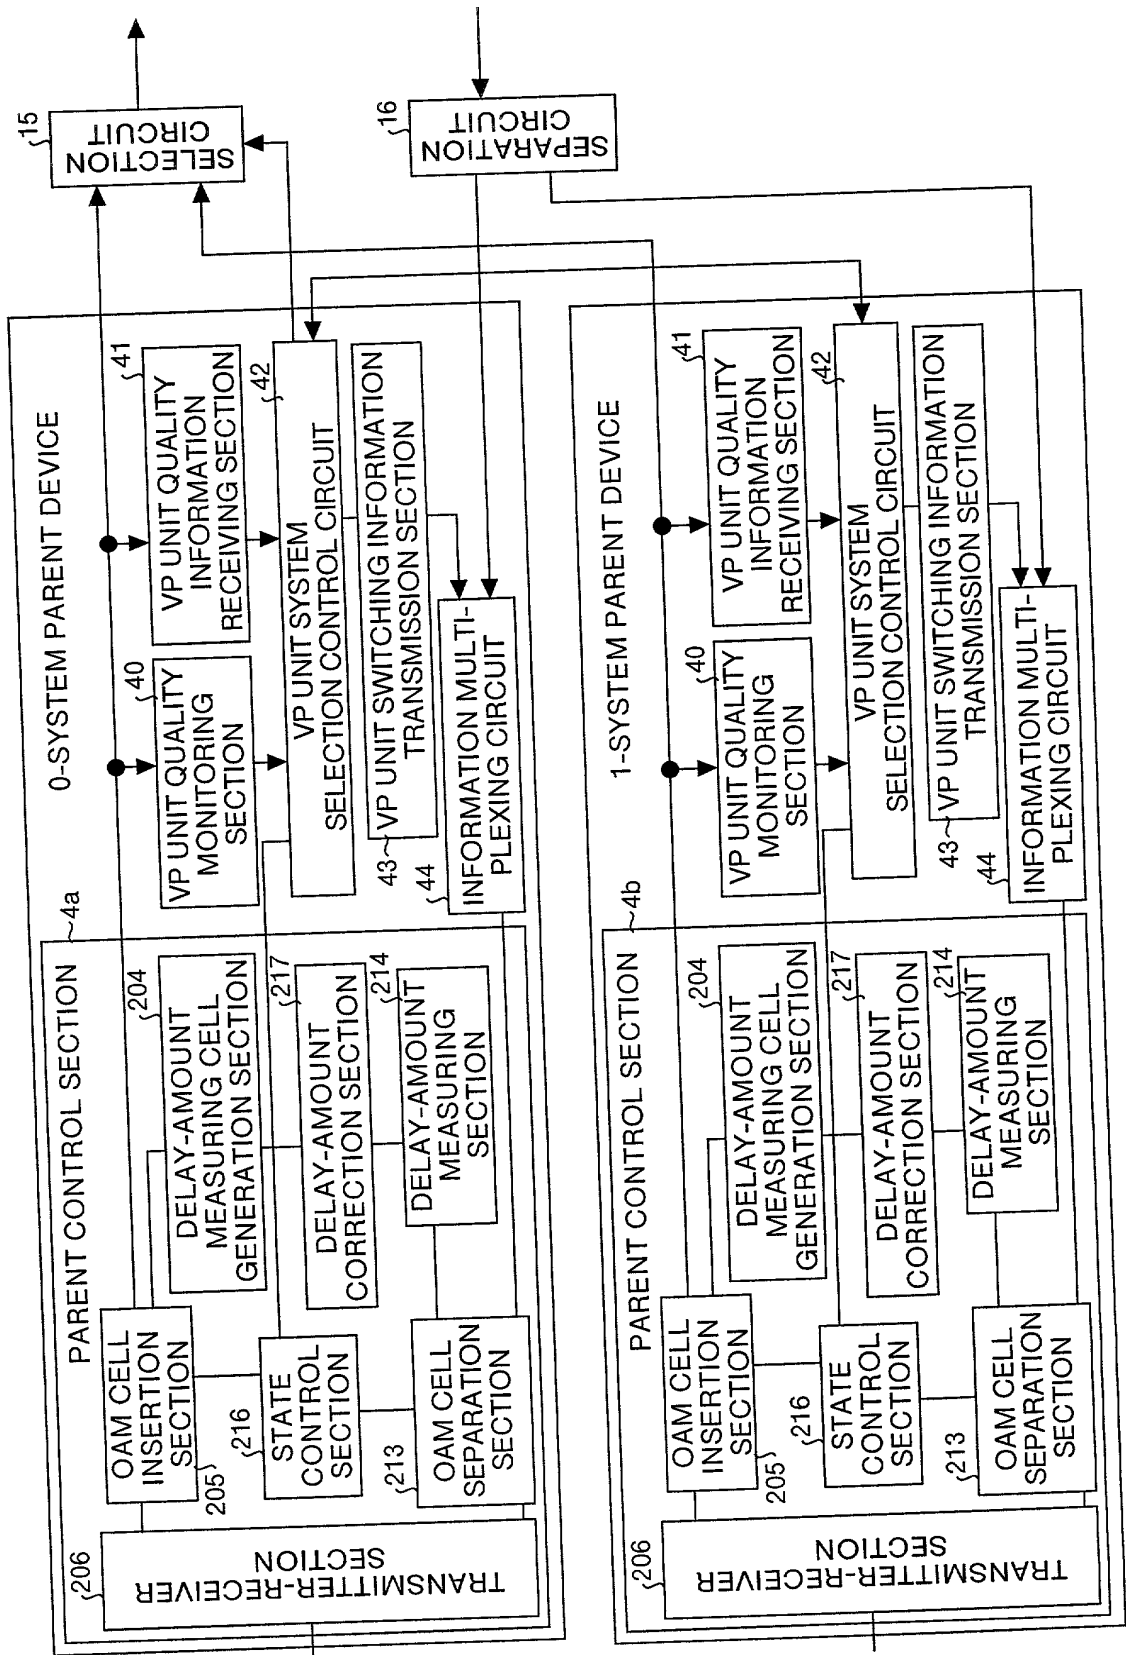 0-SYSTEM PARENT DEVICE
PARENT CONTROL SECTION
4a
206
TRANSMITTER-RECEIVER
SECTION
OAM CELL
INSERTION
SECTION
205
216
STATE
CONTROL
SECTION
213
OAM CELL
SEPARATION
SECTION
204
DELAY-AMOUNT
MEASURING CELL
GENERATION SECTION
217
DELAY-AMOUNT
CORRECTION SECTION
214
DELAY-AMOUNT
MEASURING
SECTION
40
VP UNIT QUALITY
MONITORING
SECTION
41
VP UNIT QUALITY
INFORMATION
RECEIVING SECTION
42
VP UNIT SYSTEM
SELECTION CONTROL CIRCUIT
43
VP UNIT SWITCHING INFORMATION
TRANSMISSION SECTION
44
INFORMATION MULTI-
PLEXING CIRCUIT
15
SELECTION
CIRCUIT
16
SEPARATION
CIRCUIT
1-SYSTEM PARENT DEVICE
PARENT CONTROL SECTION
4b
206
TRANSMITTER-RECEIVER
SECTION
OAM CELL
INSERTION
SECTION
205
216
STATE
CONTROL
SECTION
213
OAM CELL
SEPARATION
SECTION
204
DELAY-AMOUNT
MEASURING CELL
GENERATION SECTION
217
DELAY-AMOUNT
CORRECTION SECTION
214
DELAY-AMOUNT
MEASURING
SECTION
40
VP UNIT QUALITY
MONITORING
SECTION
41
VP UNIT QUALITY
INFORMATION
RECEIVING SECTION
42
VP UNIT SYSTEM
SELECTION CONTROL CIRCUIT
43
VP UNIT SWITCHING INFORMATION
TRANSMISSION SECTION
44
INFORMATION MULTI-
PLEXING CIRCUIT